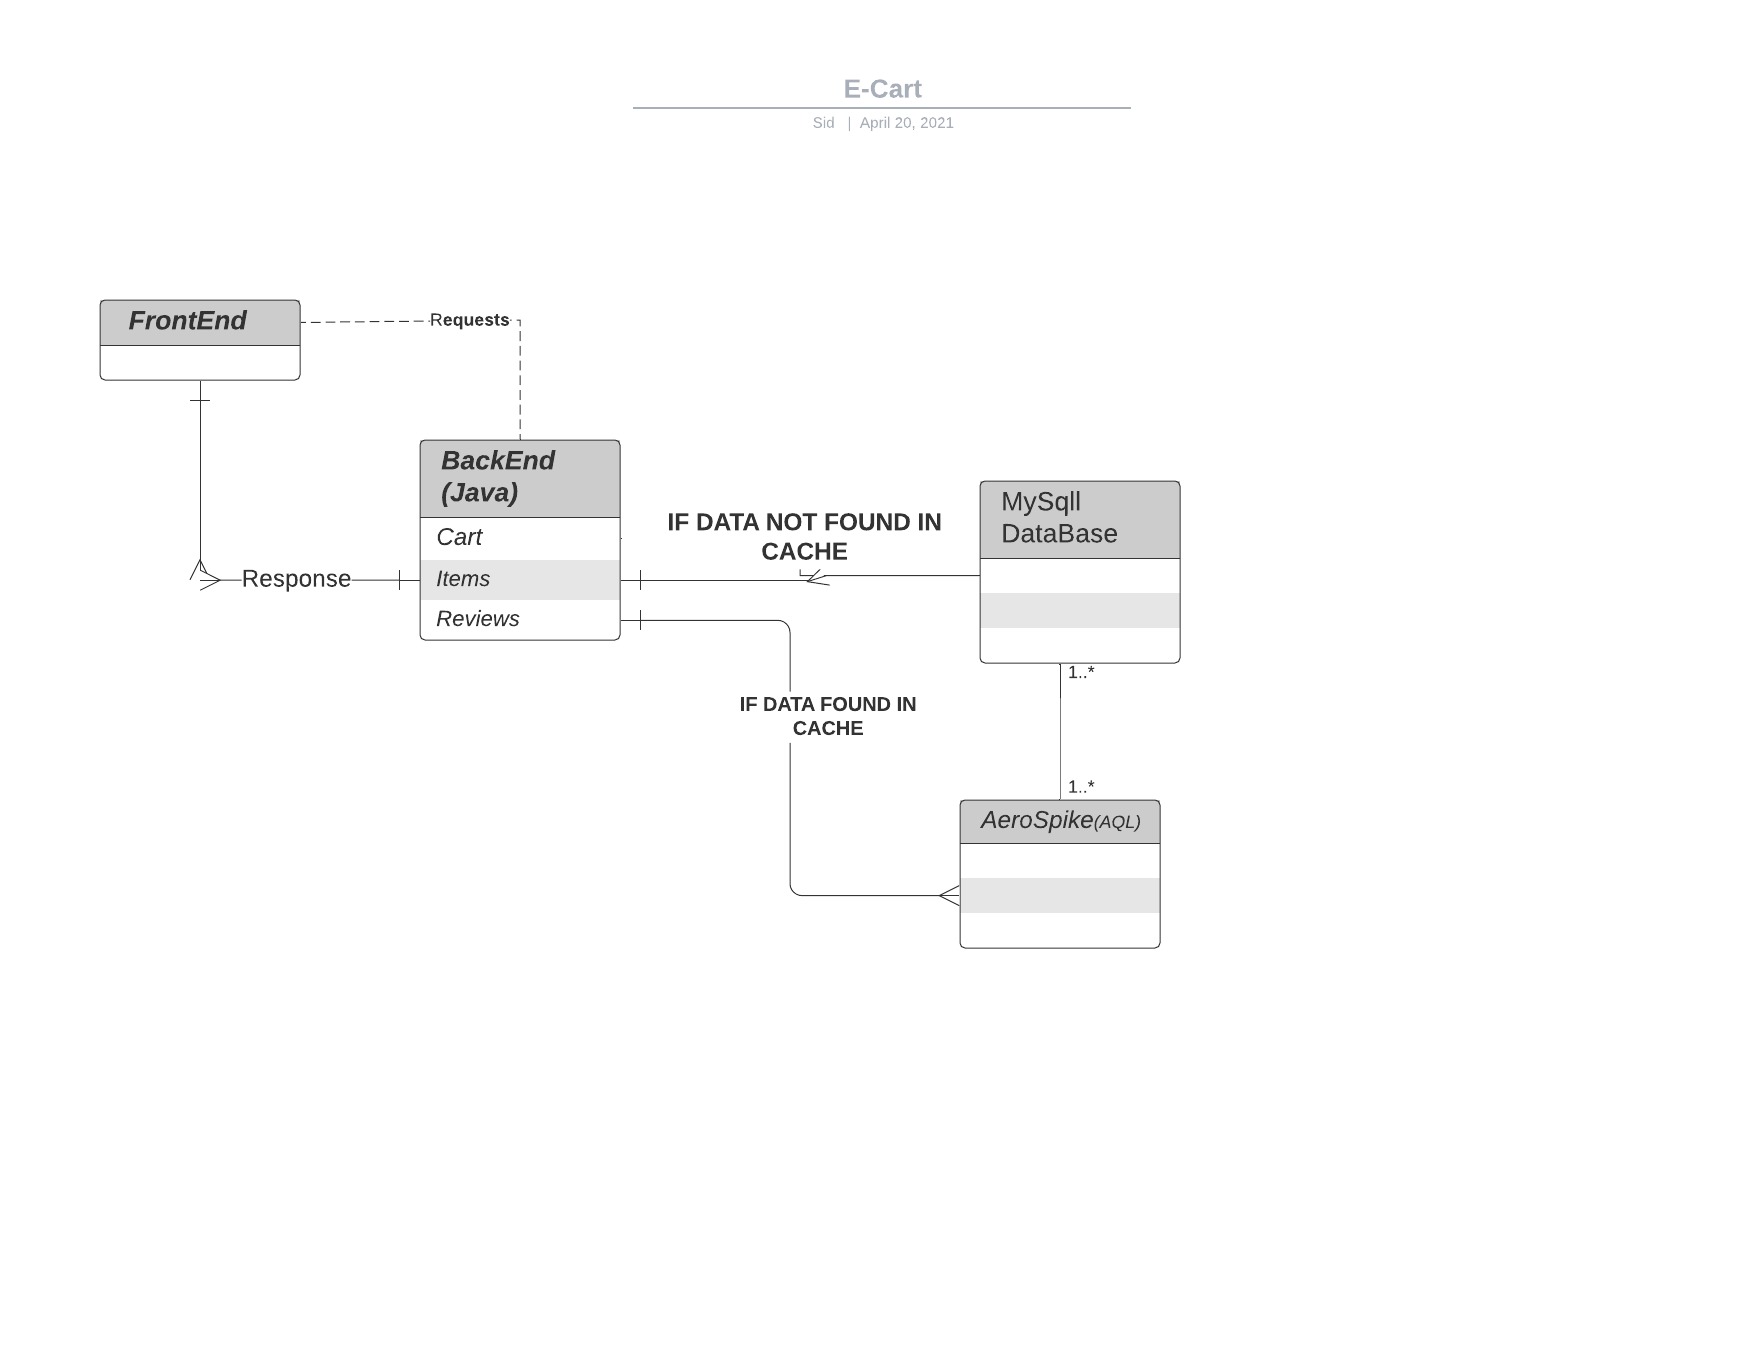 E-Cart
Sid | April 20, 2021
FrontEnd
Requests
BackEnd
(Java)
Cart
Items
Reviews
Response
IF DATA NOT FOUND IN
CACHE
MySqll
DataBase
IF DATA FOUND IN
CACHE
1..*
1..*
AeroSpike(AQL)